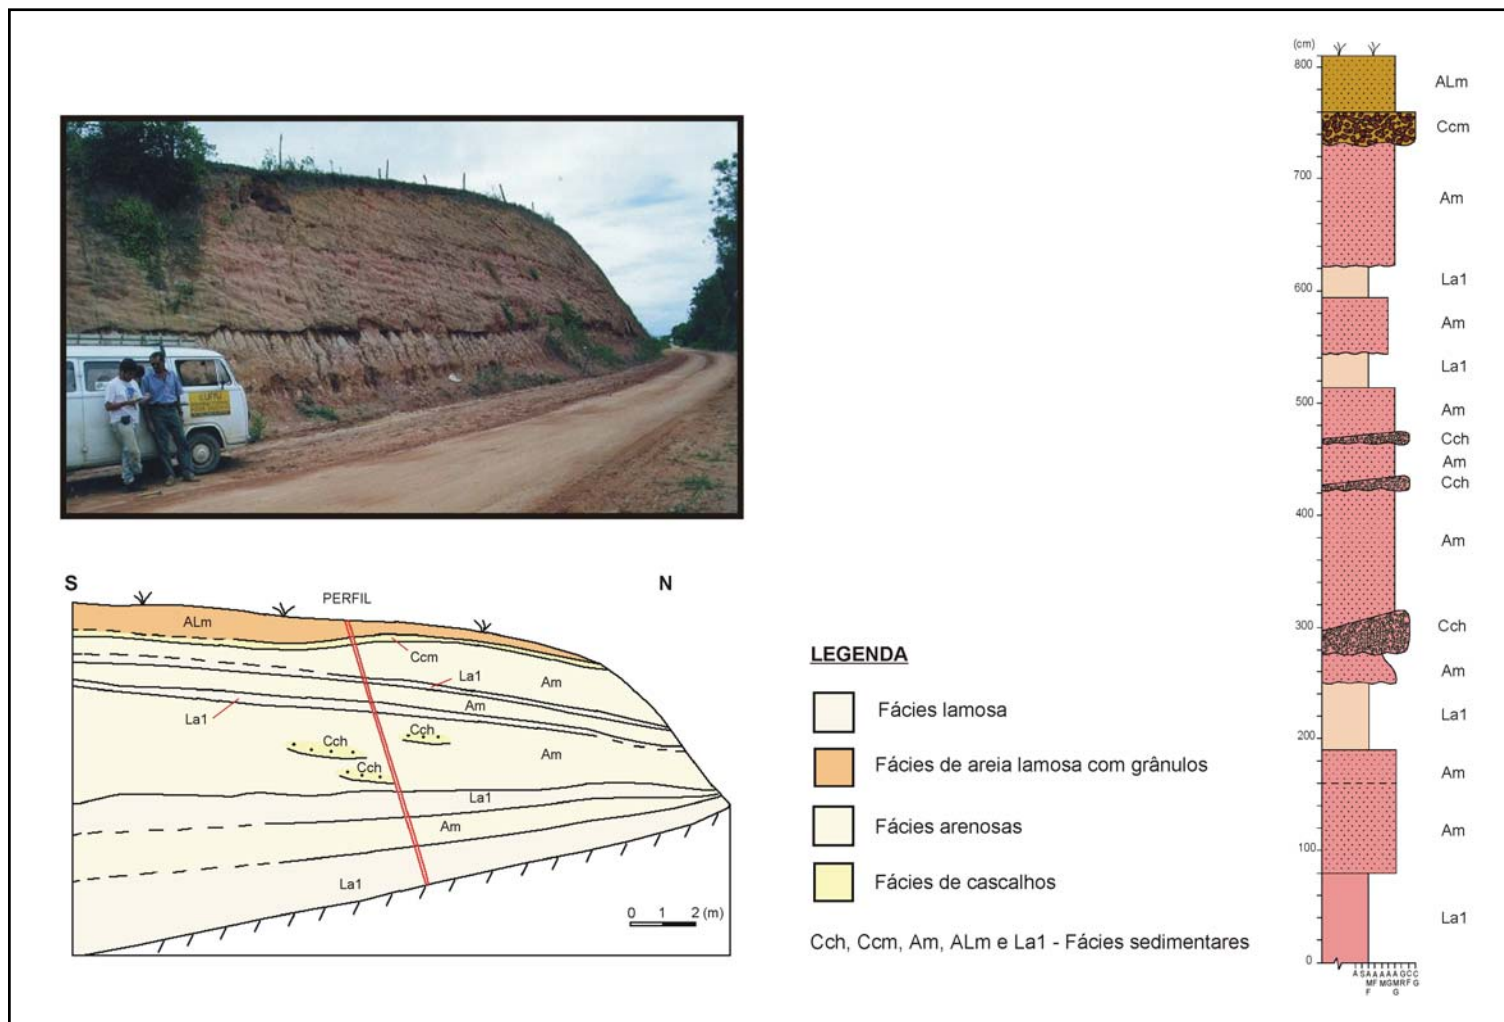 S
N
PERFIL
ALm
Ccm
La1
Am
Am
La1
Cch
Cch
Am
Cch
La1
Am
La1
0 1 2 (m)
LEGENDA
Fácies lamosa
Fácies de areia lamosa com grânulos
Fácies arenosas
Fácies de cascalhos
Cch, Ccm, Am, ALm e La1 - Fácies sedimentares
(cm)
800
ALm
Ccm
700
Am
La1
600
Am
La1
500
Am
Cch
Am
Cch
400
Am
300
Cch
Am
La1
200
Am
Am
100
La1
0
A S A A A A A G C C
M F M G M R F G
F G